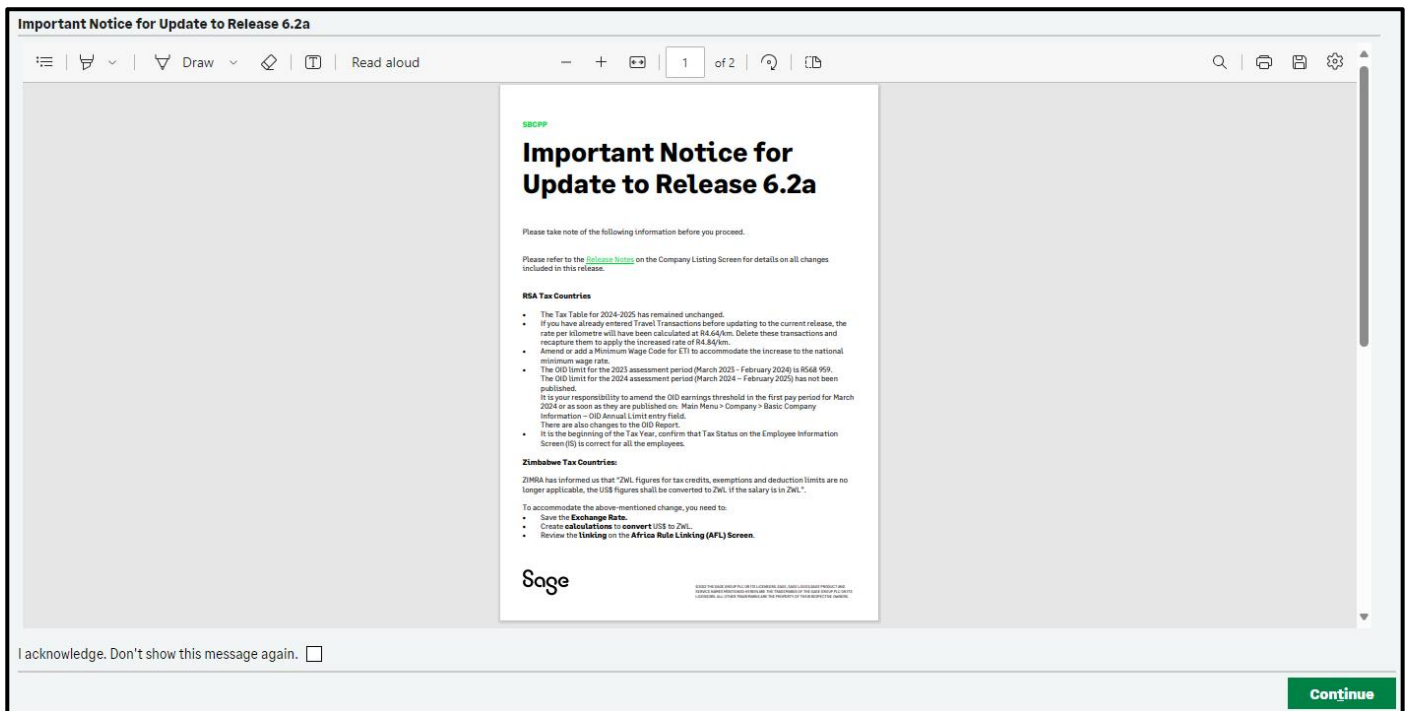 Important Notice for Update to Release 6.2a
Draw
Read aloud
1 of 2
SBCPP
Important Notice for
Update to Release 6.2a
Please take note of the following information before you proceed.
Please refer to the Release Notes on the Company Listing Screen for details on all changes
included in this release.
RSA Tax Countries
• The Tax Table for 2024-2025 has remained unchanged.
• If you have already entered Travel Transactions before updating to the current release, the
rate per kilometre will have been calculated at R4.64/km. Delete these transactions and
recapture them to apply the increased rate of R4.84/km.
• Amend or add a Minimum Wage Code for ETI to accommodate the increase to the national
minimum wage rate.
• The OID limit for the 2023 assessment period (March 2023 - February 2024) is R568 959.
The OID limit for the 2024 assessment period (March 2024 – February 2025) has not been
published.
It is your responsibility to amend the OID earnings threshold in the first pay period for March
2024 or as soon as they are published on: Main Menu > Company > Basic Company
Information – OID Annual Limit entry field.
There are also changes to the OID Report.
• It is the beginning of the Tax Year, confirm that Tax Status on the Employee Information
Screen (IS) is correct for all the employees.
Zimbabwe Tax Countries:
ZIMRA has informed us that "ZWL figures for tax credits, exemptions and deduction limits are no
longer applicable, the US$ figures shall be converted to ZWL if the salary is in ZWL".
To accommodate the above-mentioned change, you need to:
• Save the Exchange Rate.
• Create calculations to convert US$ to ZWL.
• Review the linking on the Africa Rule Linking (AFL) Screen.
Sage
I acknowledge. Don't show this message again.
Continue